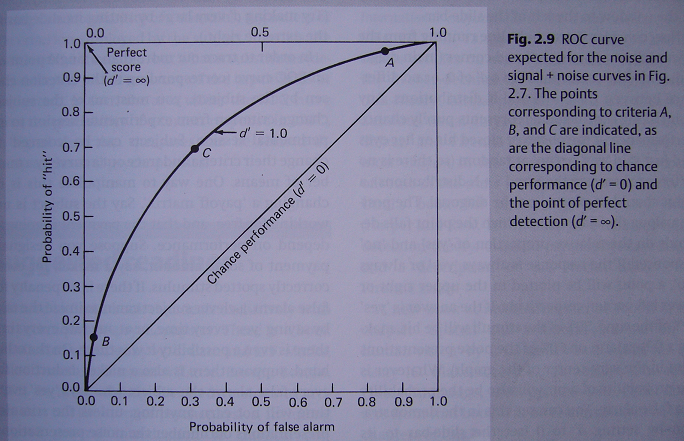 0.0 0.5 1.0
1.0
Perfect
score
(d′ = ∞)
A
0.9
0.8
d′ = 1.0
0.7
C
0.6
0.5
Chance performance (d′ = 0)
0.4
0.3
0.2
B
0.1
0.0
0.0 0.1 0.2 0.3 0.4 0.5 0.6 0.7 0.8 0.9 1.0
Probability of "hit"
Probability of false alarm
Fig. 2.9 ROC curve
expected for the noise and
signal + noise curves in Fig.
2.7. The points
corresponding to criteria A,
B, and C are indicated, as
are the diagonal line
corresponding to chance
performance (d′ = 0) and
the point of perfect
detection (d′ = ∞).